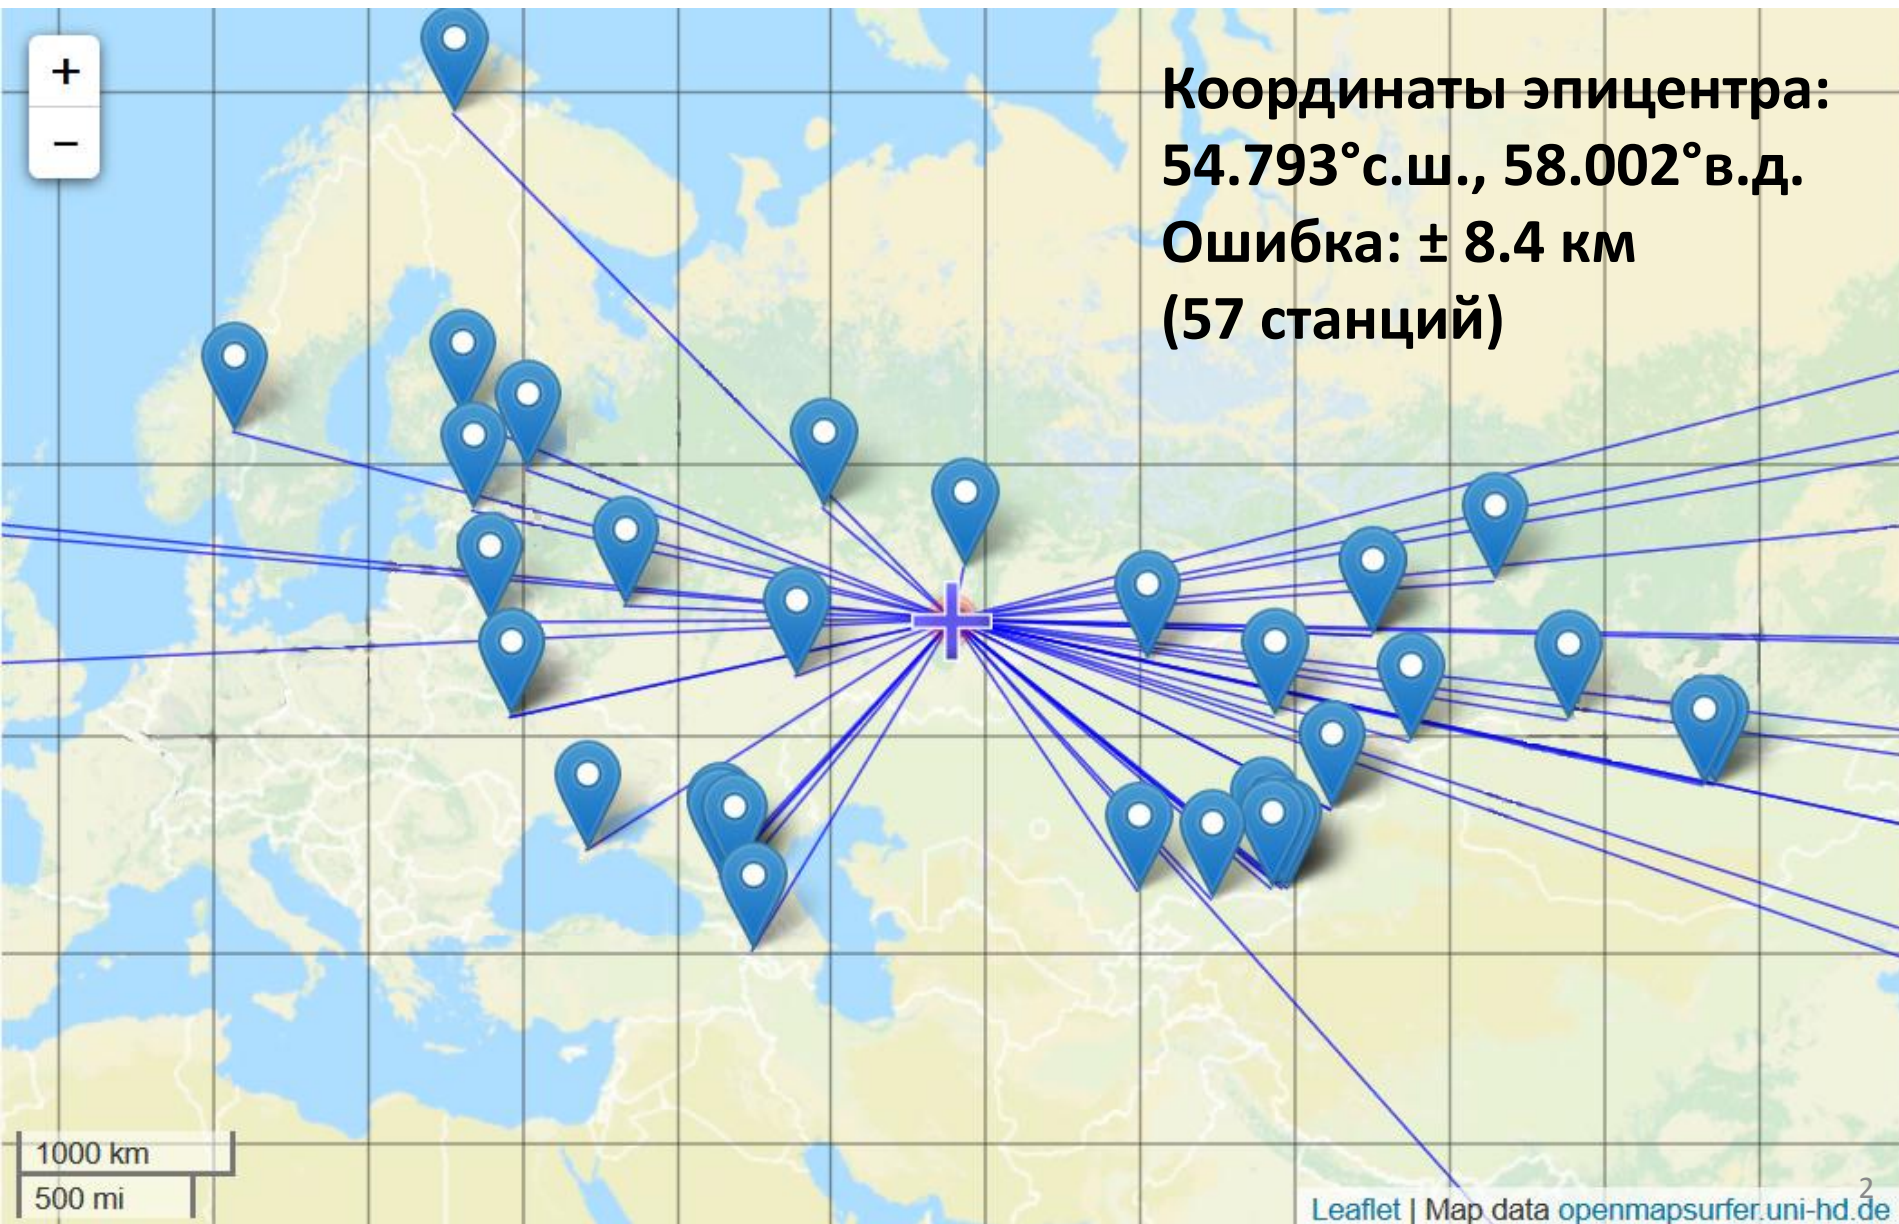 +
−
Координаты эпицентра:
54.793°с.ш., 58.002°в.д.
Ошибка: ± 8.4 км
(57 станций)
1000 km
500 mi
2
Leaflet | Map data openmapsurfer.uni-hd.de